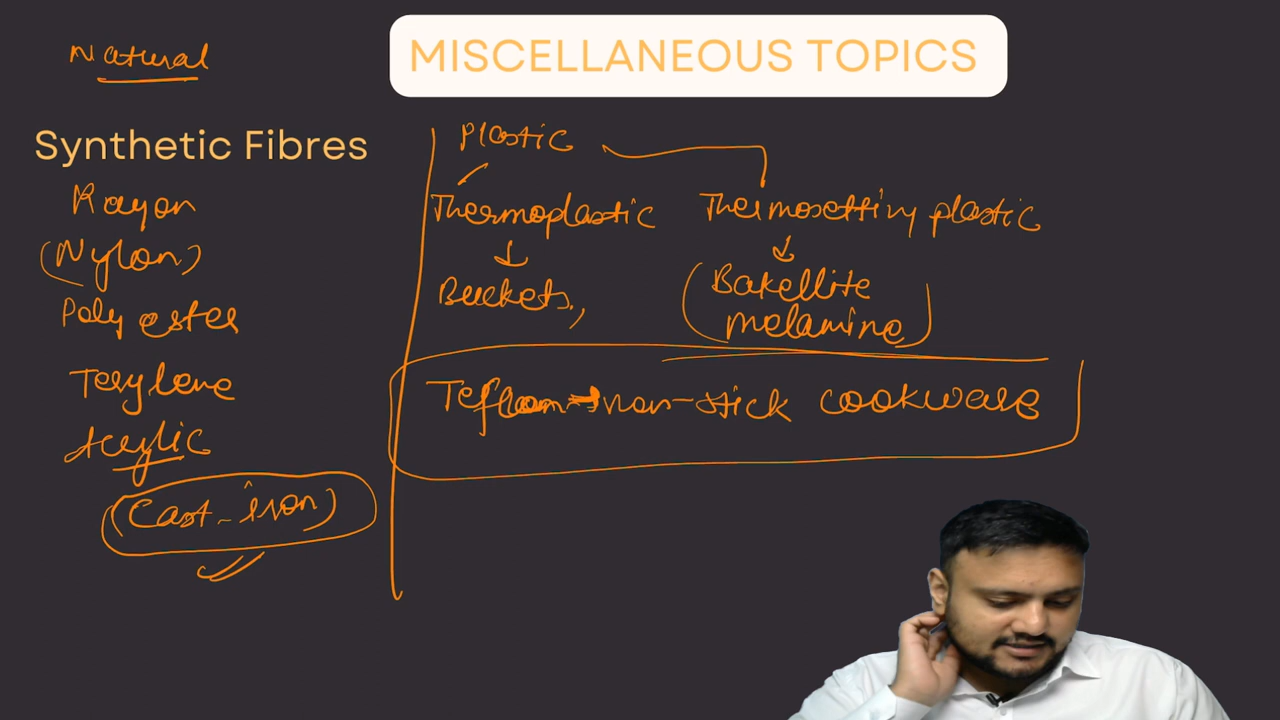 Natural
MISCELLANEOUS TOPICS
Synthetic Fibres
Rayon
(Nylon)
Polyester
Terylene
Acrylic
(Cast-iron)
Plastic
Thermoplastic
Thermosetting plastic
Buckets,
(Bakellite
melamine)
Teflon → non-stick cookware